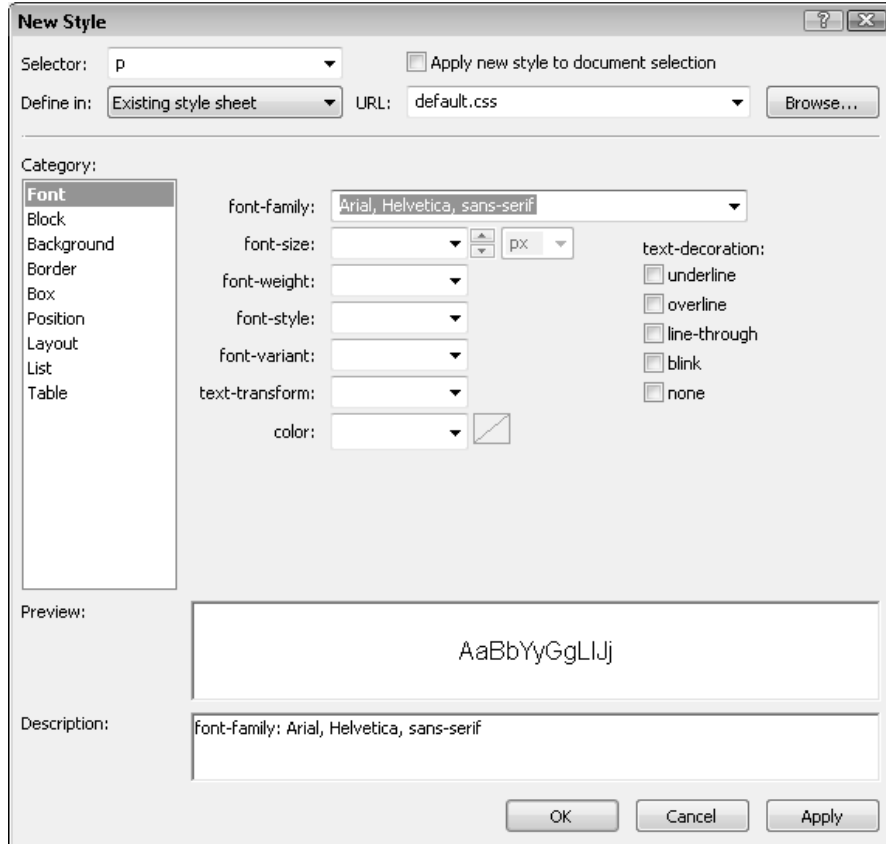 New Style
Selector: p Apply new style to document selection
Define in: Existing style sheet URL: default.css Browse...
Category:
Font
Block
Background
Border
Box
Position
Layout
List
Table
font-family: Arial, Helvetica, sans-serif
font-size: px
font-weight:
font-style:
font-variant:
text-transform:
color:
text-decoration:
underline
overline
line-through
blink
none
Preview:
AaBbYyGgLlJj
Description:
font-family: Arial, Helvetica, sans-serif
OK Cancel Apply